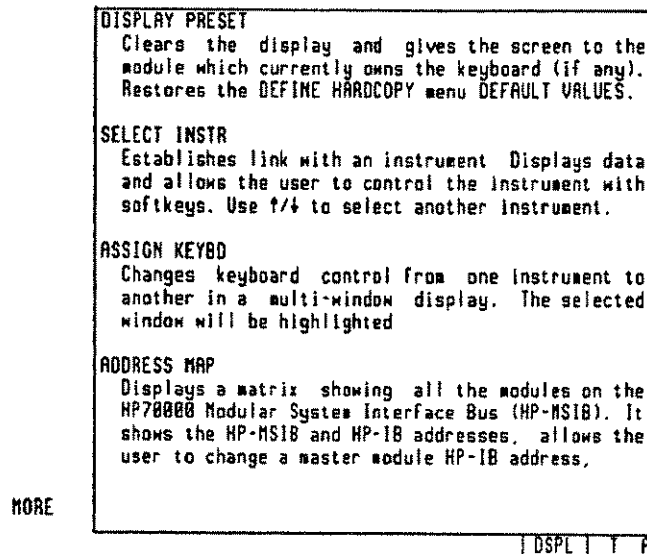 DISPLAY PRESET
Clears the display and gives the screen to the
module which currently owns the keyboard (if any).
Restores the DEFINE HARDCOPY menu DEFAULT VALUES.
SELECT INSTR
Establishes link with an instrument Displays data
and allows the user to control the instrument with
softkeys. Use ↑/↓ to select another instrument.
ASSIGN KEYBD
Changes keyboard control from one instrument to
another in a multi-window display. The selected
window will be highlighted
ADDRESS MAP
Displays a matrix showing all the modules on the
HP70000 Modular System Interface Bus (HP-MSIB). It
shows the HP-MSIB and HP-IB addresses, allows the
user to change a master module HP-IB address,
MORE
DSPL T